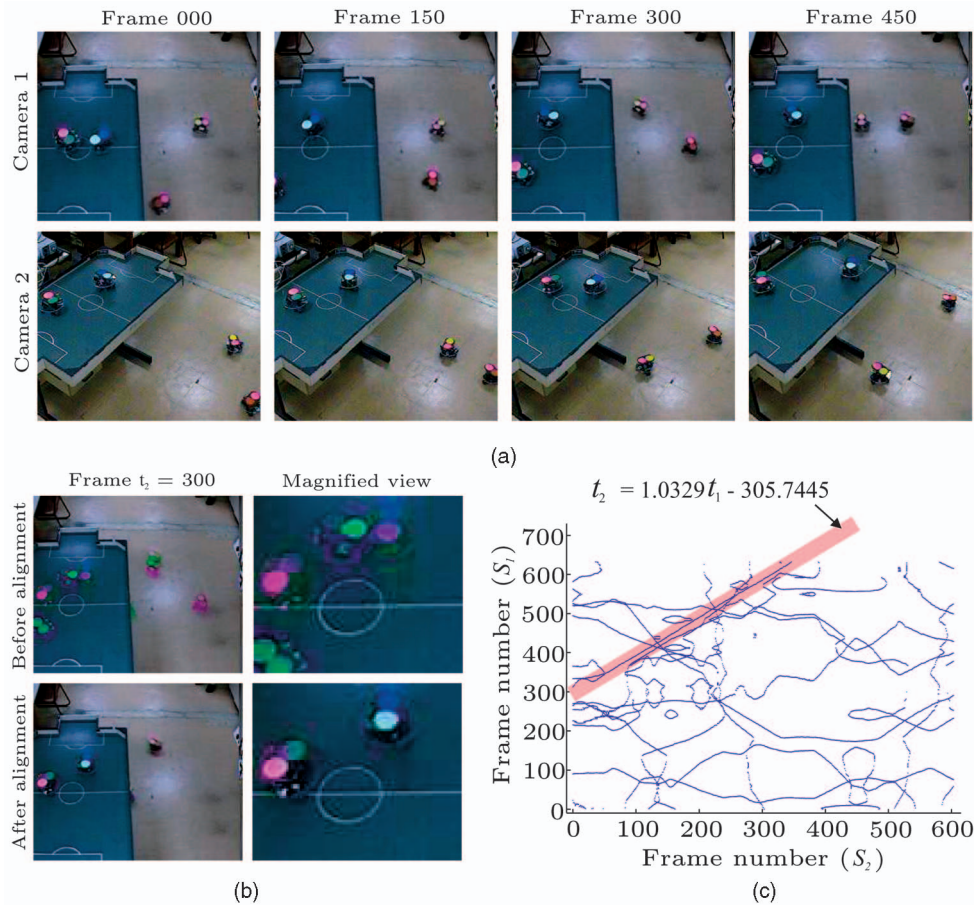 Frame 000 Frame 150 Frame 300 Frame 450
Camera 1
Camera 2
(a)
Frame t₂ = 300 Magnified view
Before alignment
After alignment
(b)
t₂ = 1.0329t₁ - 305.7445
Frame number (S₁)
700
600
500
400
300
200
100
0
0 100 200 300 400 500 600
Frame number (S₂)
(c)